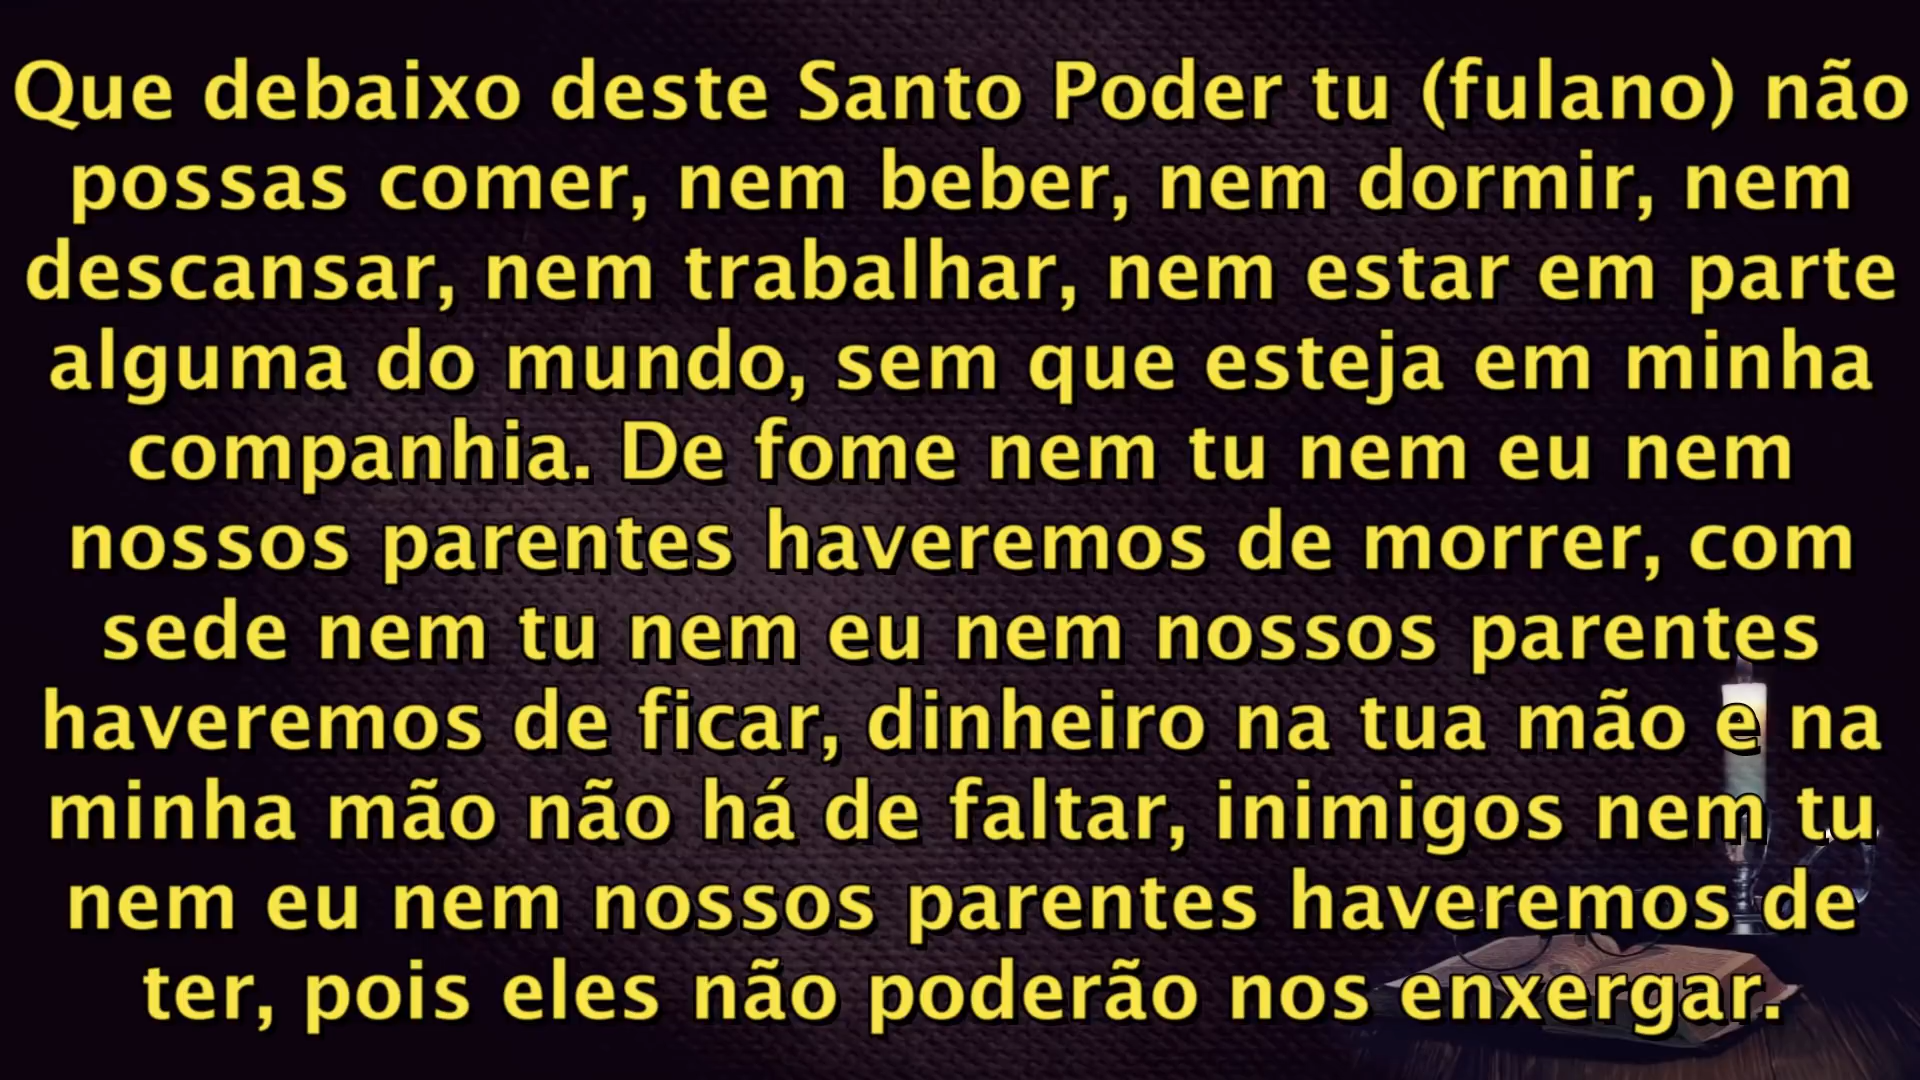 Que debaixo deste Santo Poder tu (fulano) não
possas comer, nem beber, nem dormir, nem
descansar, nem trabalhar, nem estar em parte
alguma do mundo, sem que esteja em minha
companhia. De fome nem tu nem eu nem
nossos parentes haveremos de morrer, com
sede nem tu nem eu nem nossos parentes
haveremos de ficar, dinheiro na tua mão e na
minha mão não há de faltar, inimigos nem tu
nem eu nem nossos parentes haveremos de
ter, pois eles não poderão nos enxergar.